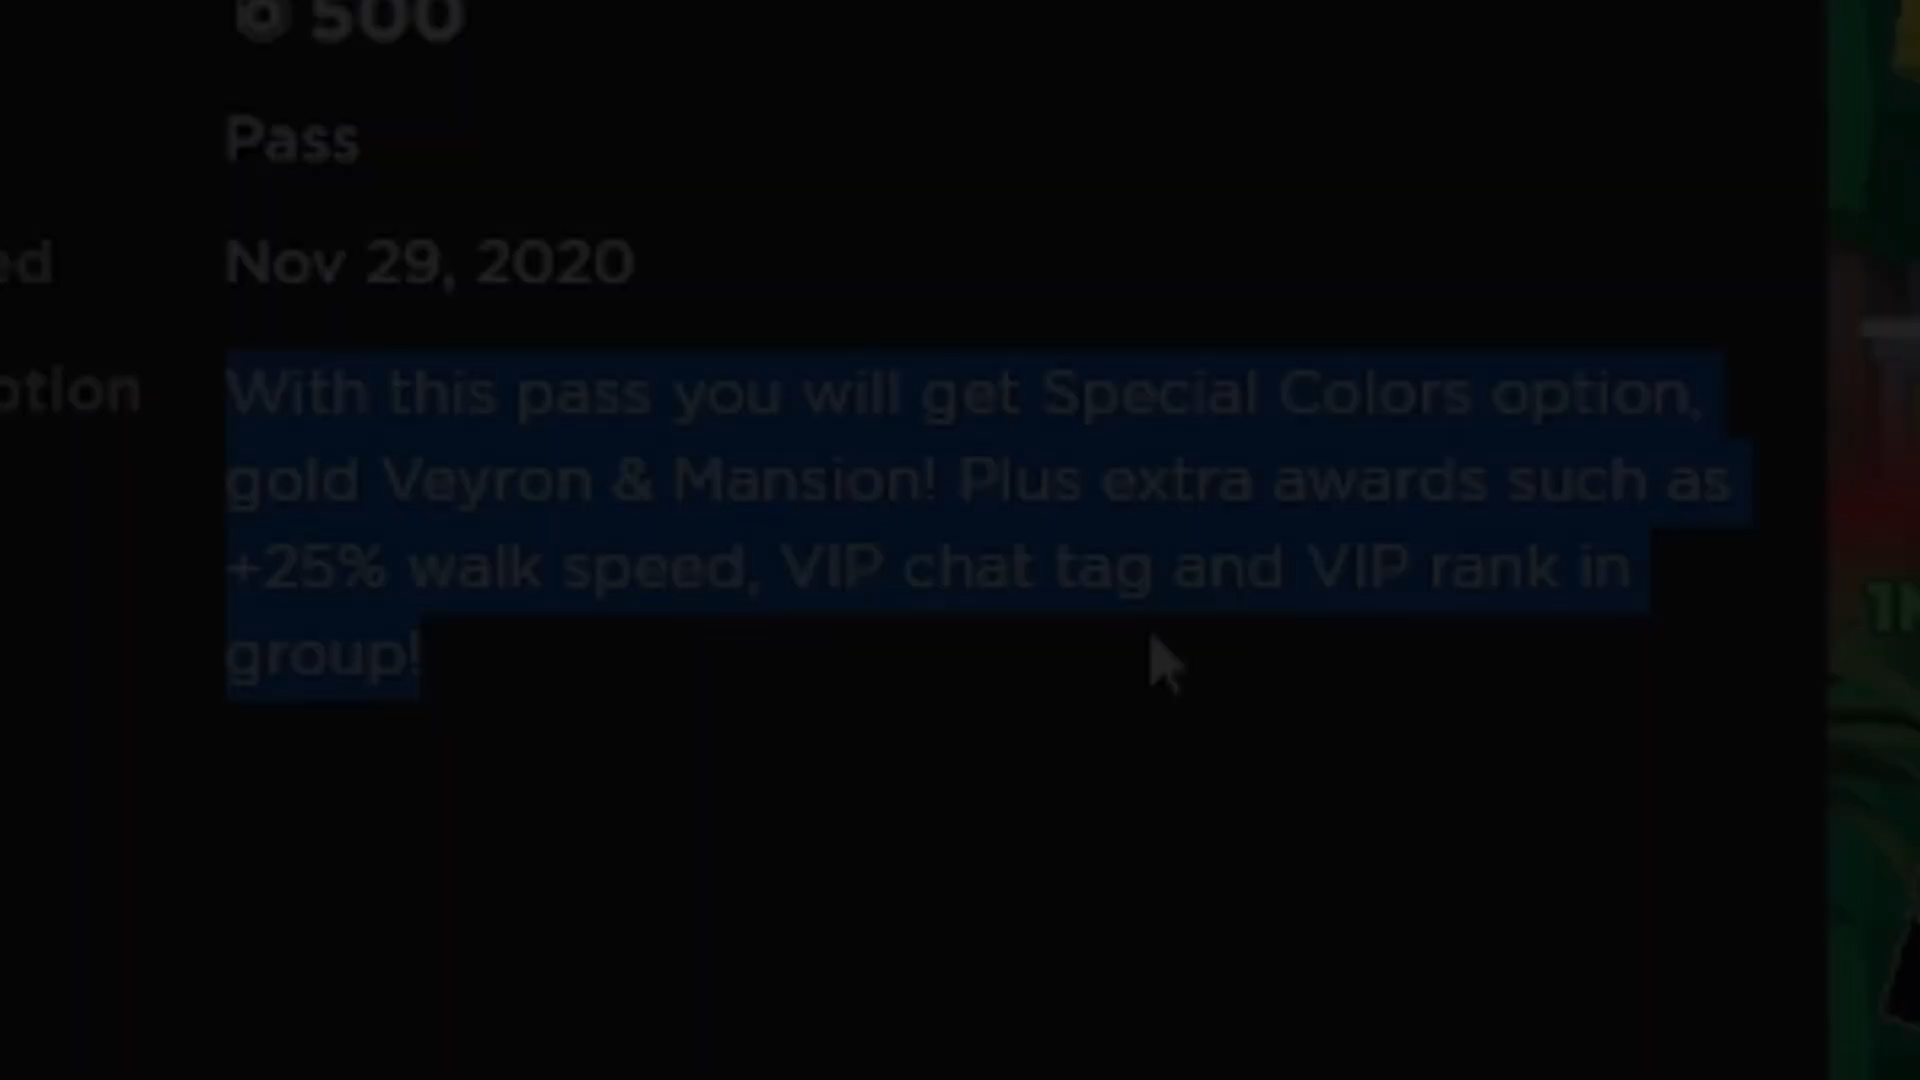 500
Pass
ed Nov 29, 2020
ption With this pass you will get Special Colors option,
gold Veyron & Mansion! Plus extra awards such as
+25% walk speed, VIP chat tag and VIP rank in
group!